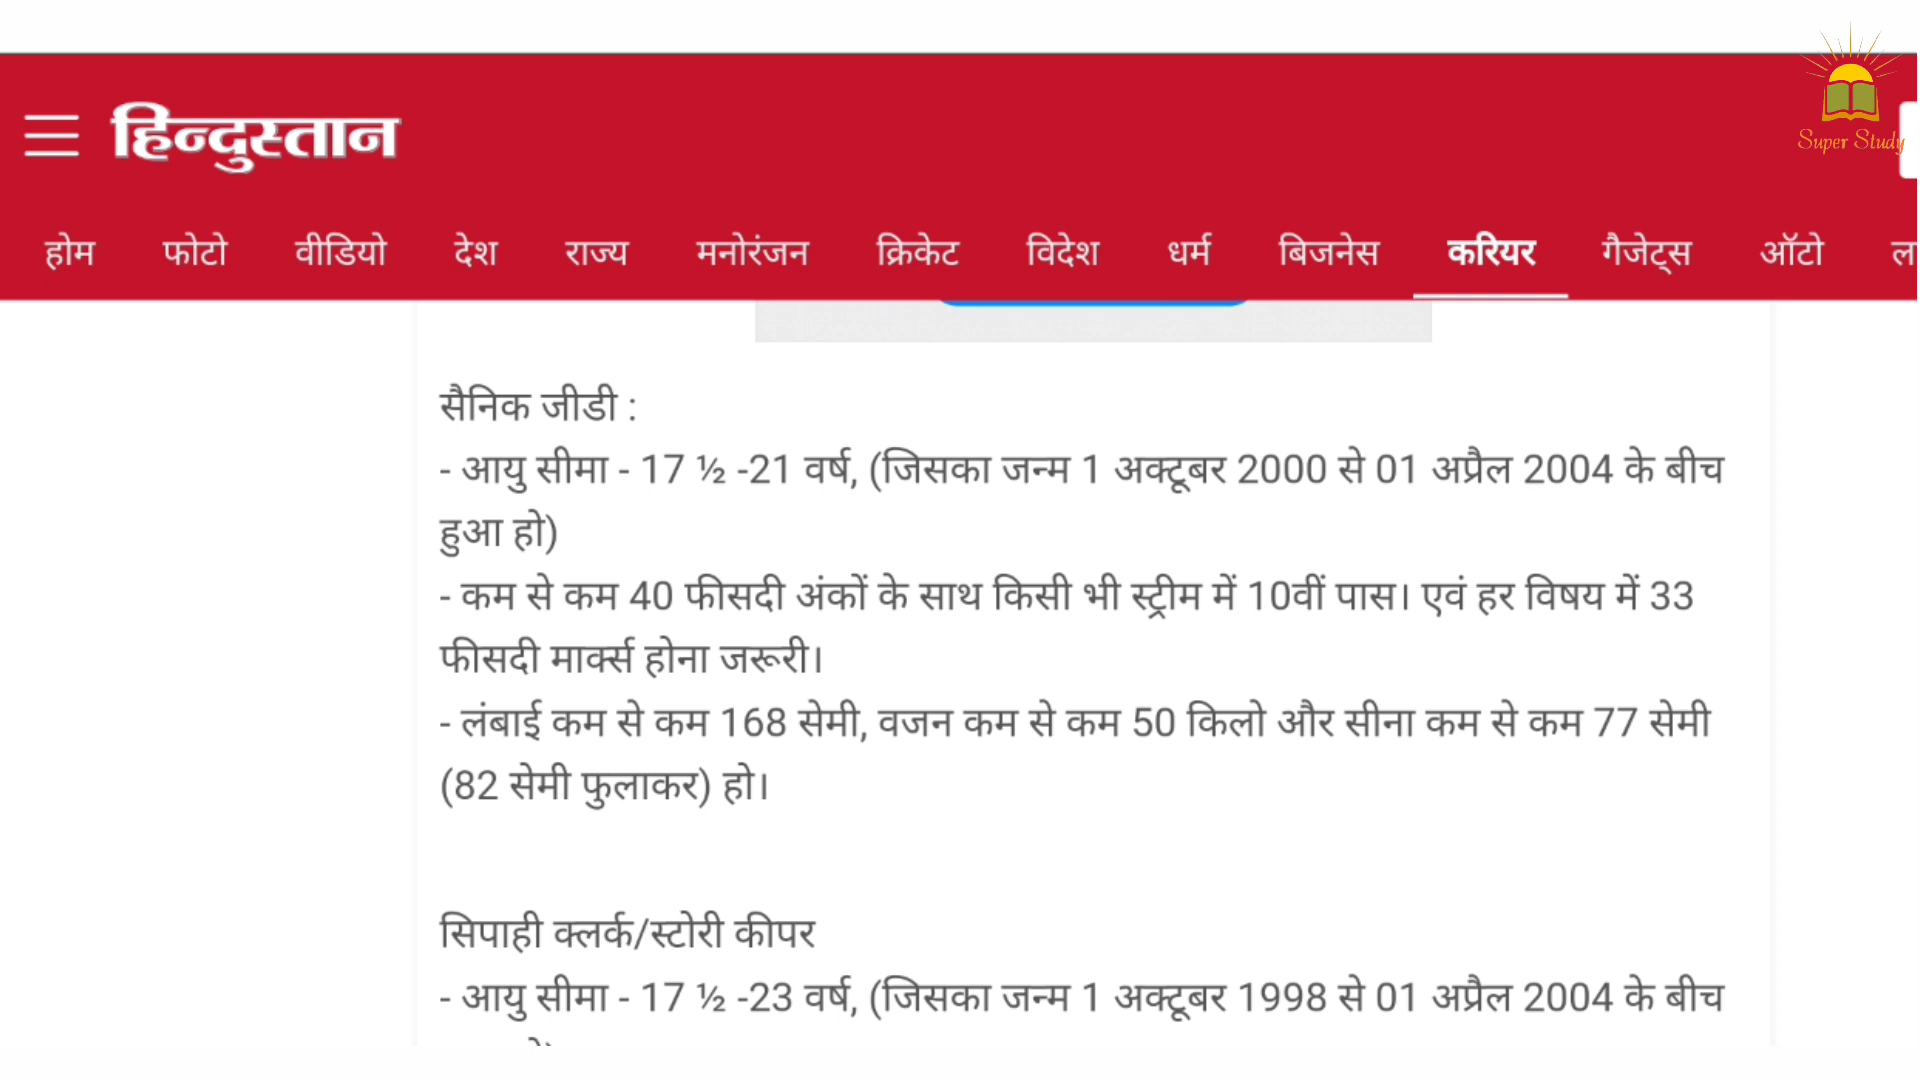 हिन्दुस्तान
Super Study
होम फोटो वीडियो देश राज्य मनोरंजन क्रिकेट विदेश धर्म बिजनेस करियर गैजेट्स ऑटो
सैनिक जीडी :
- आयु सीमा - 17 ½ -21 वर्ष, (जिसका जन्म 1 अक्टूबर 2000 से 01 अप्रैल 2004 के बीच
हुआ हो)
- कम से कम 40 फीसदी अंकों के साथ किसी भी स्ट्रीम में 10वीं पास। एवं हर विषय में 33
फीसदी मार्क्स होना जरूरी।
- लंबाई कम से कम 168 सेमी, वजन कम से कम 50 किलो और सीना कम से कम 77 सेमी
(82 सेमी फुलाकर) हो।
सिपाही क्लर्क/स्टोरी कीपर
- आयु सीमा - 17 ½ -23 वर्ष, (जिसका जन्म 1 अक्टूबर 1998 से 01 अप्रैल 2004 के बीच